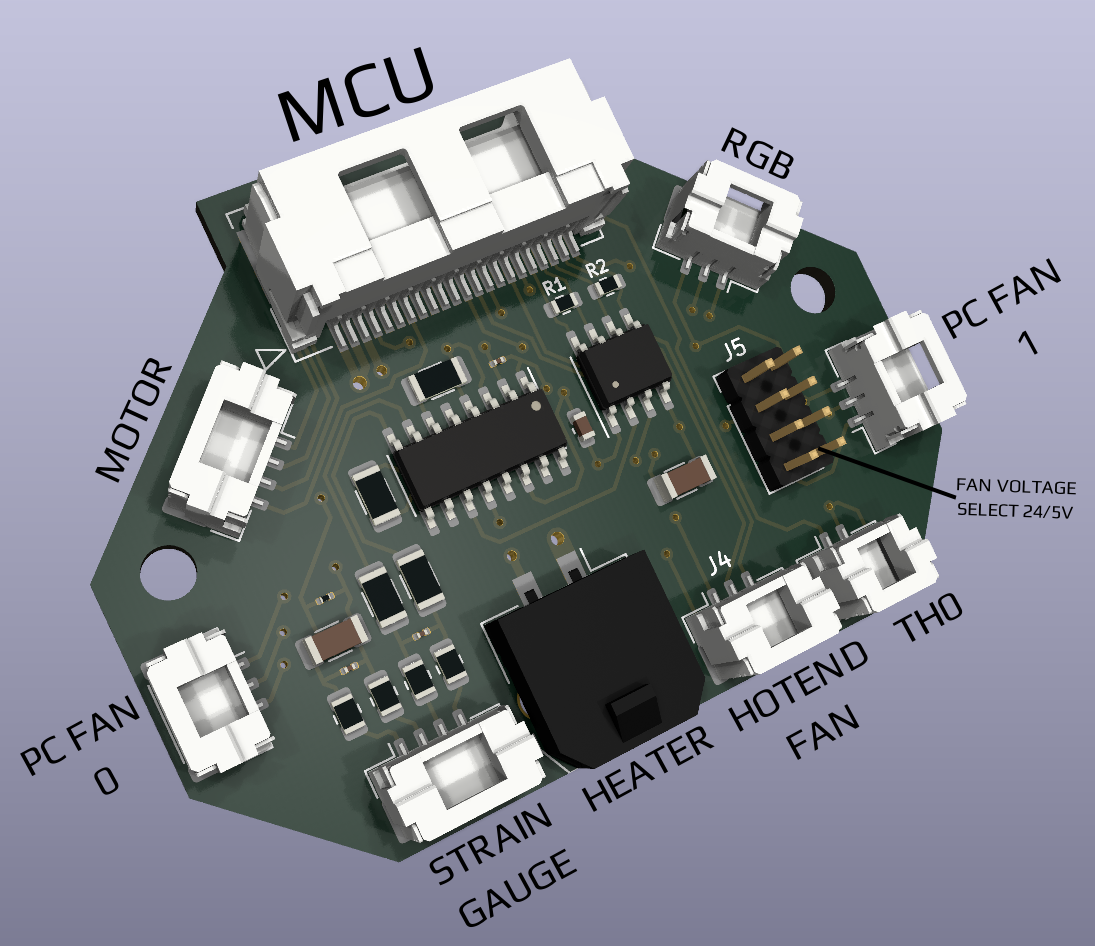 MCU
RGB
PC FAN
1
R1
R2
J5
MOTOR
FAN VOLTAGE
SELECT 24/5V
J4
TH0
HOTEND
FAN
HEATER
PC FAN
0
STRAIN
GAUGE